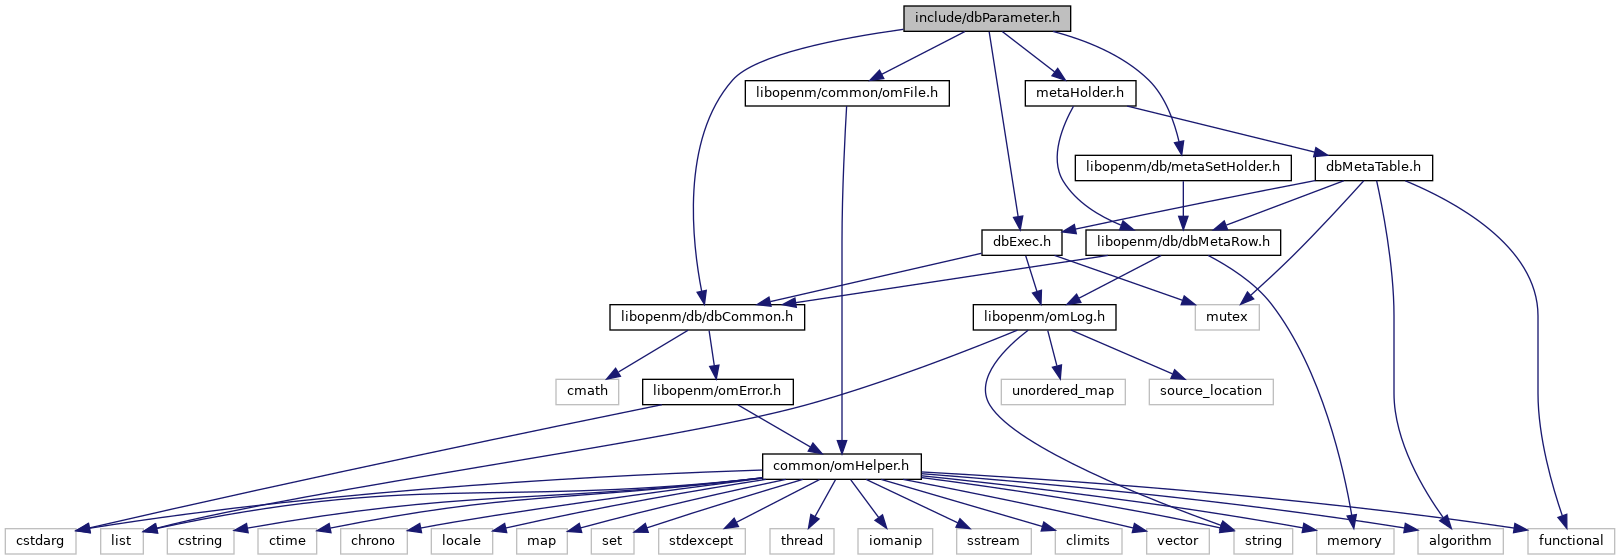 include/dbParameter.h
libopenm/common/omFile.h
metaHolder.h
libopenm/db/metaSetHolder.h
dbMetaTable.h
dbExec.h
libopenm/db/dbMetaRow.h
libopenm/db/dbCommon.h
libopenm/omLog.h
mutex
cmath
libopenm/omError.h
unordered_map
source_location
common/omHelper.h
cstdarg
list
cstring
ctime
chrono
locale
map
set
stdexcept
thread
iomanip
sstream
climits
vector
string
memory
algorithm
functional